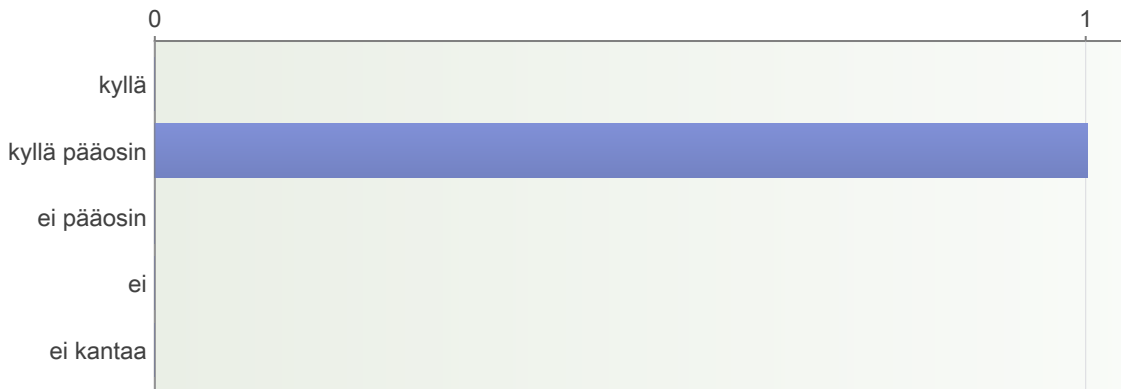 0 1
kyllä
kyllä pääosin
ei pääosin
ei
ei kantaa